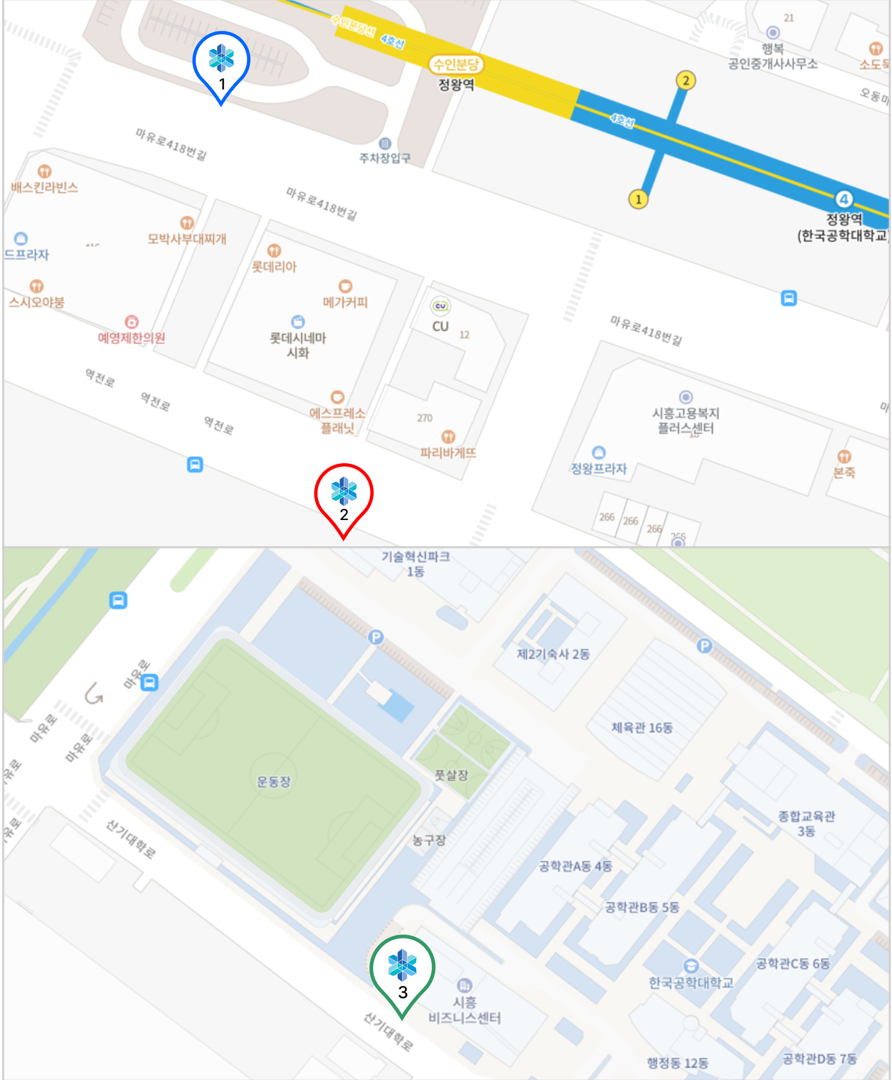 수인분당선
4호선
21
행복
공인중개사사무소
소도둑
오동마
1
수인분당
정왕역
2
4호선
주차장입구
마유로418번길
배스킨라빈스
마유로418번길
1
4
정왕역
(한국공학대학교)
드프라자
모박사부대찌개
롯데리아
스시오야붕
메가커피
CU
12
예영제한의원
롯데시네마
시화
마유로418번길
역전로
역전로
역전로
에스프레소
플래닛
270
파리바게뜨
시흥고용복지
플러스센터
정왕프라자
본죽
마
266
266
266
266
2
기술혁신파크
1동
P
P
제2기숙사 2동
마유로
마유로
마유로
마유로
마유로
체육관 16동
풋살장
운동장
농구장
산기대학로
종합교육관
3동
공학관A동 4동
공학관B동 5동
공학관C동 6동
한국공학대학교
3
시흥
비즈니스센터
산기대학로
행정동 12동
공학관D동 7동